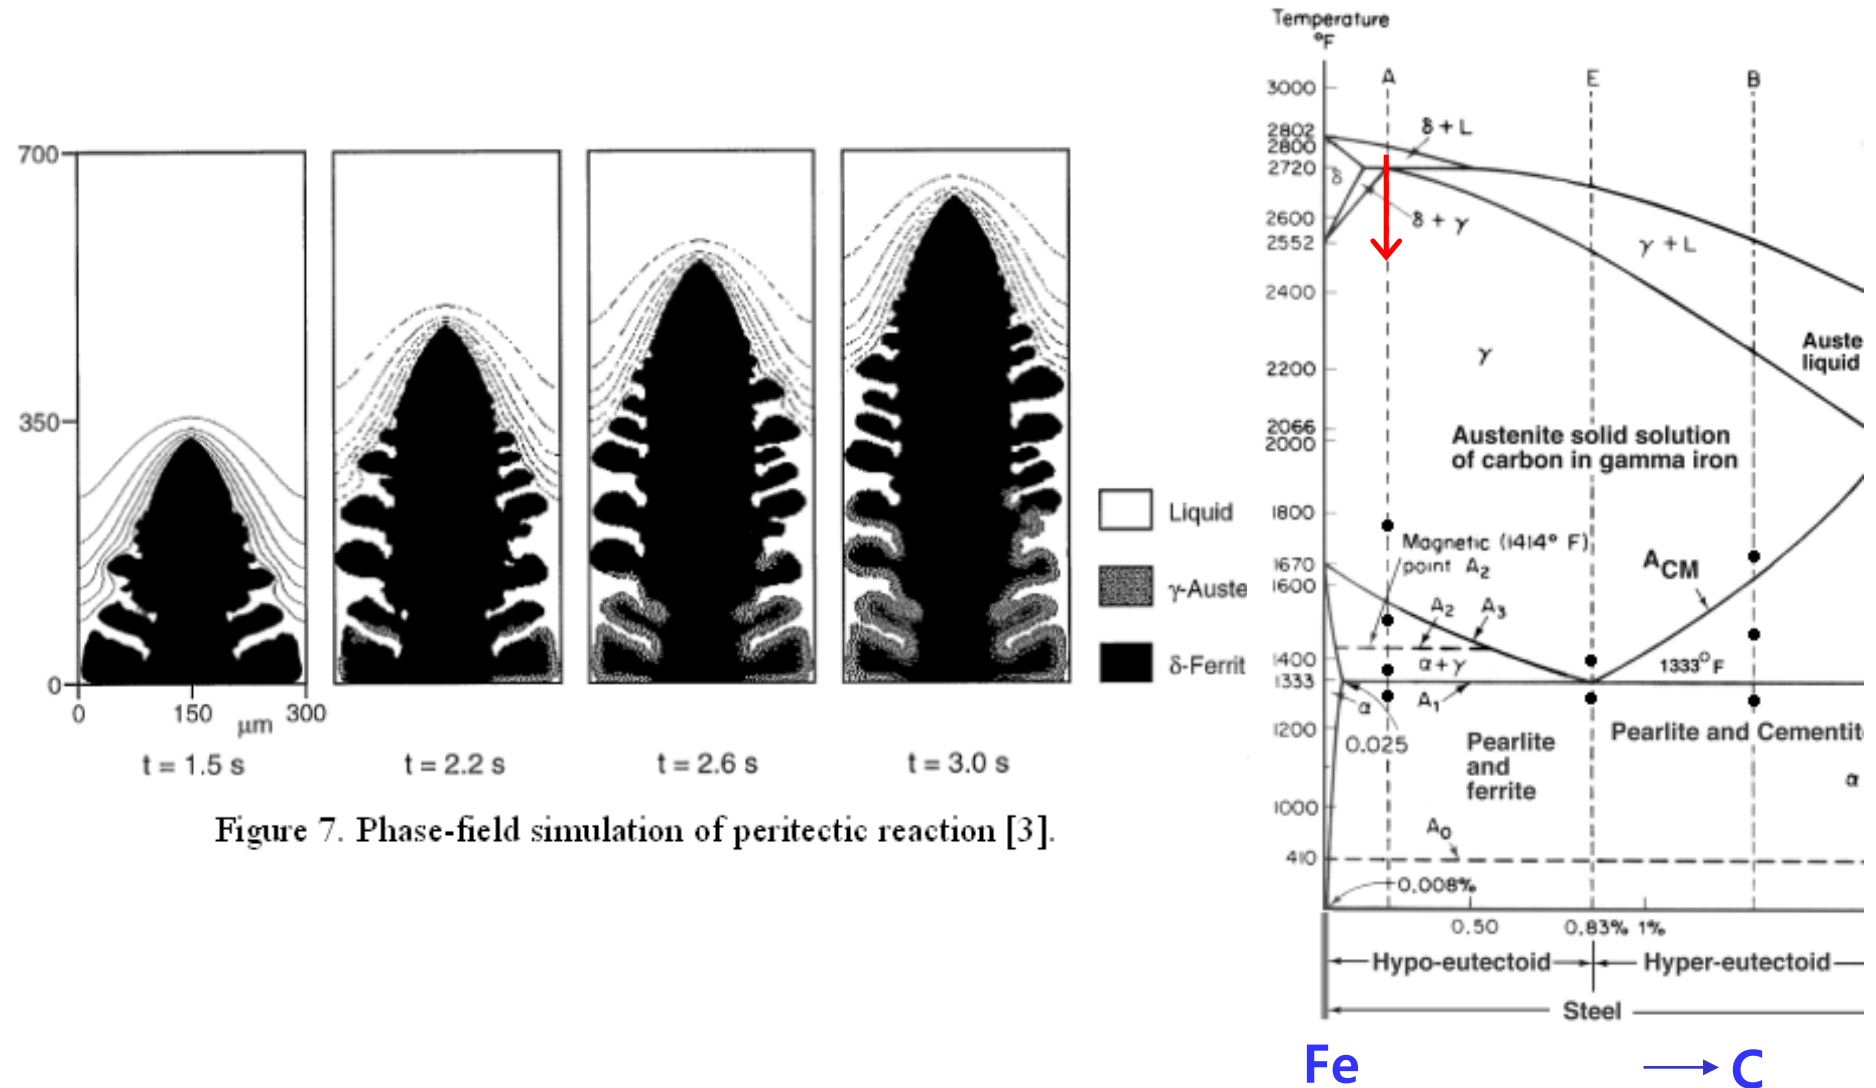 700
350
0
0
150
300
μm
t = 1.5 s
t = 2.2 s
t = 2.6 s
t = 3.0 s
Liquid
γ-Auste
δ-Ferrit
Figure 7. Phase-field simulation of peritectic reaction [3].
Temperature
°F
3000
2802
2800
2720
2600
2552
2400
2200
2066
2000
1800
1670
1600
1400
1333
1200
1000
410
A
E
B
δ + L
δ
δ + γ
γ + L
γ
Auste
liquid
Austenite solid solution
of carbon in gamma iron
Magnetic (1414° F)
point A2
A2
A3
ACM
α + γ
1333° F
α
A1
0.025
Pearlite
and
ferrite
Pearlite and Cementite
α
A0
0.008%
0.50
0.83%
1%
Hypo-eutectoid
Hyper-eutectoid
Steel
Fe
C